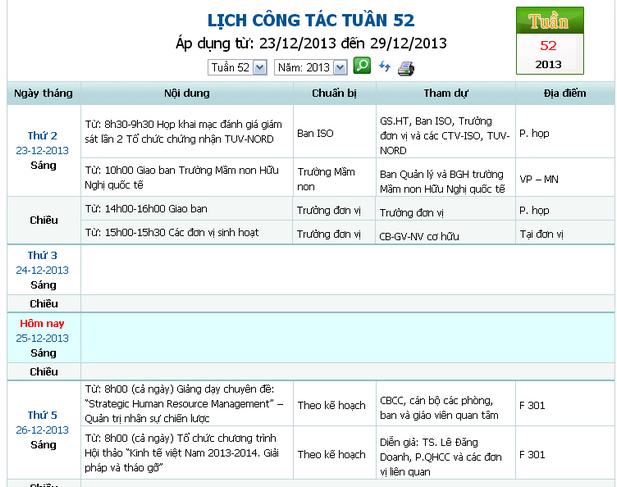 LỊCH CÔNG TÁC TUẦN 52
Áp dụng từ: 23/12/2013 đến 29/12/2013
Tuần 52 Năm: 2013
Tuần
52
2013
Ngày tháng Nội dung Chuẩn bị Tham dự Địa điểm
Thứ 2
23-12-2013
Sáng
Từ: 8h30-9h30 Họp khai mạc đánh giá giám
sát lần 2 Tổ chức chứng nhận TUV-NORD
Ban ISO
GS.HT, Ban ISO, Trưởng
đơn vị và các CTV-ISO, TUV-
NORD
P. họp
Từ: 10h00 Giao ban Trường Mầm non Hữu
Nghị quốc tế
Trường Mầm
non
Ban Quản lý và BGH trường
Mầm non Hữu Nghị quốc tế
VP – MN
Chiều
Từ: 14h00-16h00 Giao ban Trưởng đơn vị Trưởng đơn vị P. họp
Từ: 15h00-15h30 Các đơn vị sinh hoạt Trưởng đơn vị CB-GV-NV cơ hữu Tại đơn vị
Thứ 3
24-12-2013
Sáng
Chiều
Hôm nay
25-12-2013
Sáng
Chiều
Thứ 5
26-12-2013
Sáng
Từ: 8h00 (cả ngày) Giảng dạy chuyên đề:
“Strategic Human Resource Management” –
Quản trị nhân sự chiến lược
Theo kế hoạch
CBCC, cán bộ các phòng,
ban và giáo viên quan tâm
F 301
Từ: 8h00 (cả ngày) Tổ chức chương trình
Hội thảo “Kinh tế việt Nam 2013-2014. Giải
pháp và tháo gỡ”
Theo kế hoạch
Diễn giả: TS. Lê Đăng
Doanh, P.QHCC và các đơn
vị liên quan
F 301
Chiều